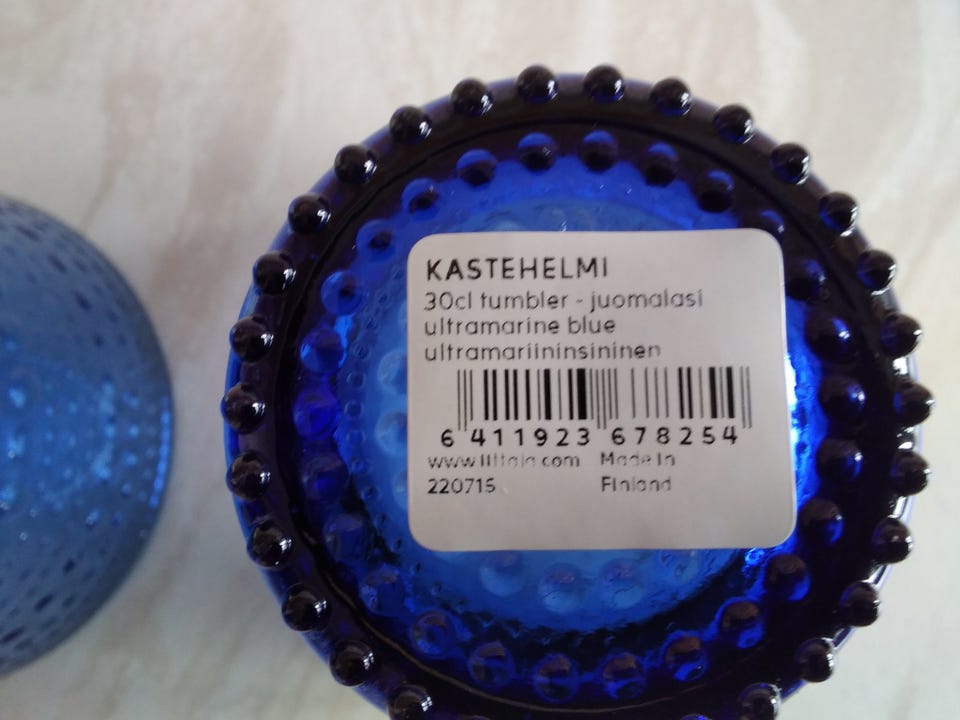 KASTEHELMI
30cl tumbler - juomalasi
ultramarine blue
ultramariininsininen
6 411923 678254
www.iittala.com Made in
220715 Finland